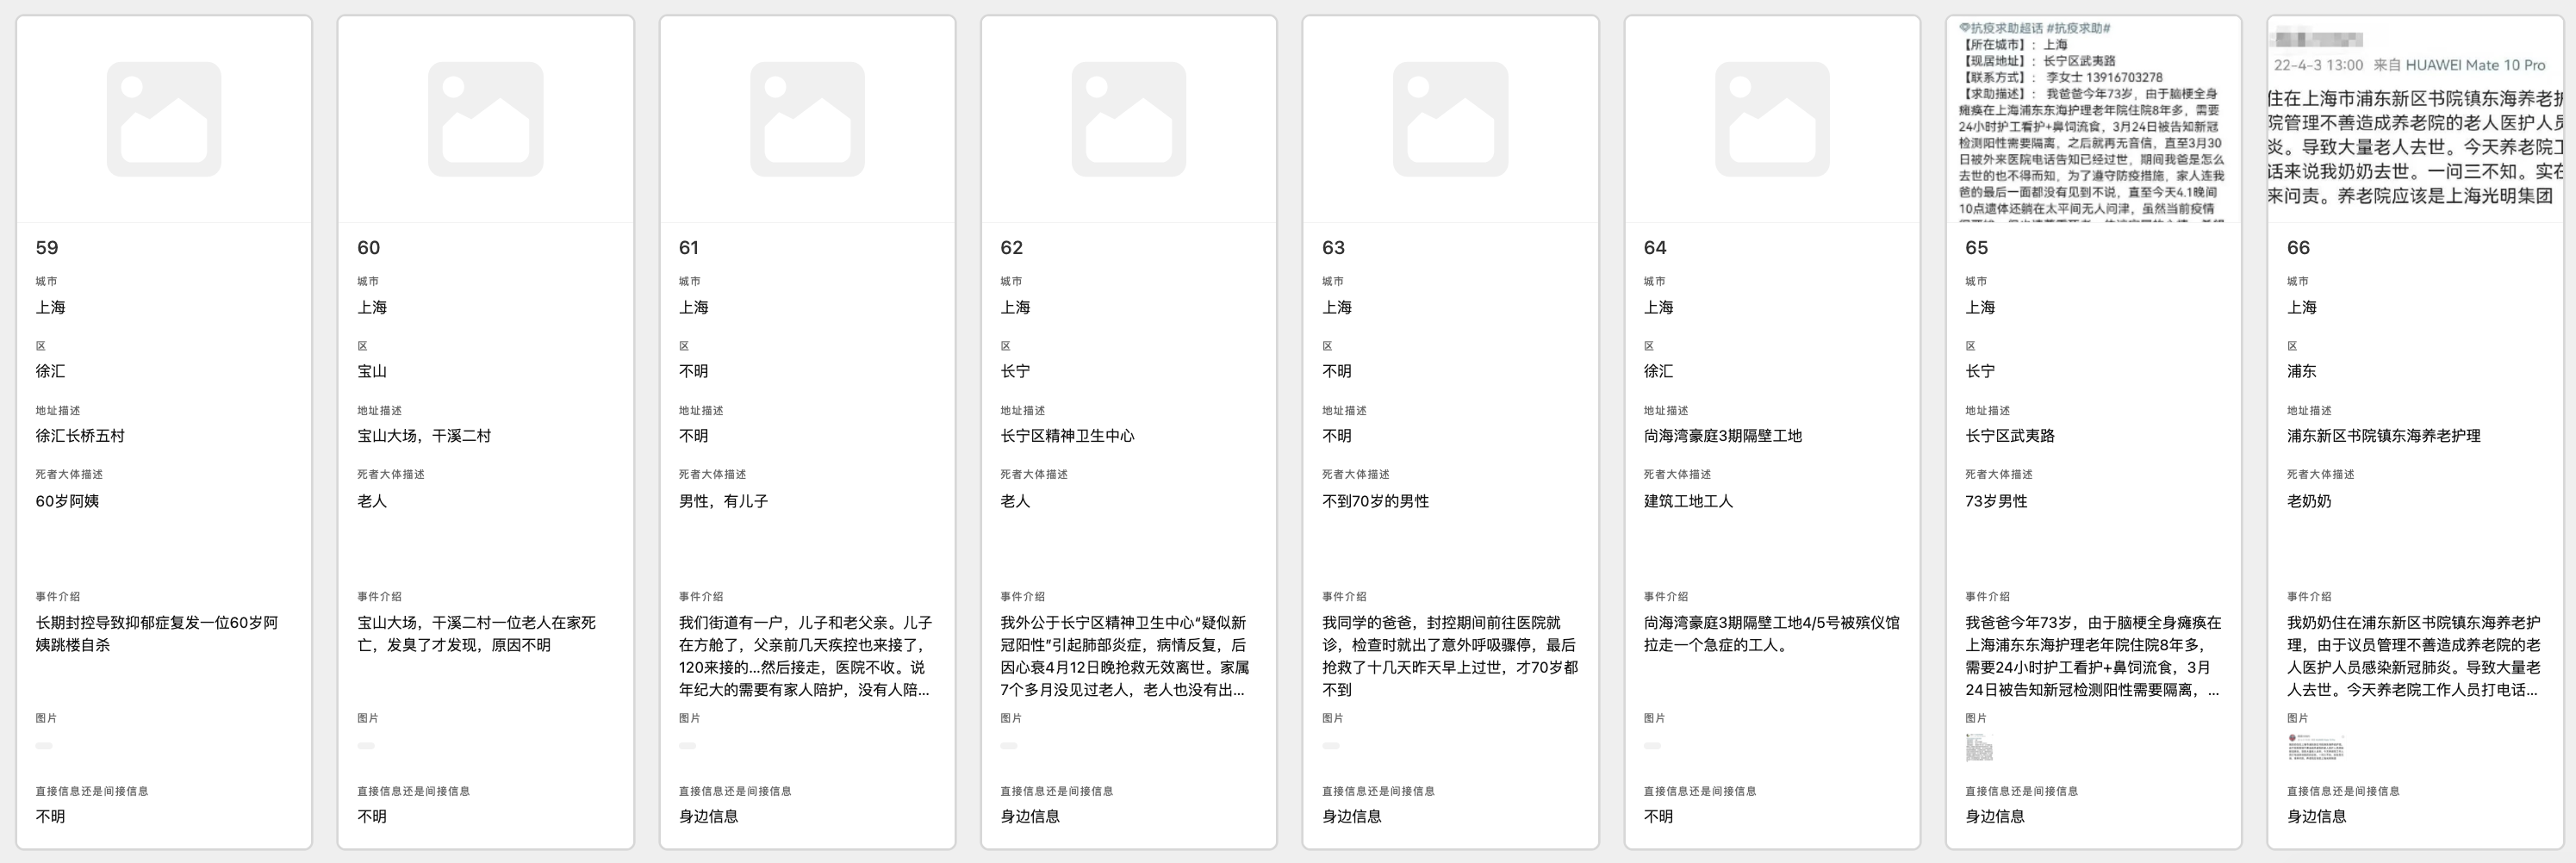 59
城市
上海
区
徐汇
地址描述
徐汇长桥五村
死者大体描述
60岁阿姨
事件介绍
长期封控导致抑郁症复发一位60岁阿
姨跳楼自杀
图片
直接信息还是间接信息
不明
60
城市
上海
区
宝山
地址描述
宝山大场，干溪二村
死者大体描述
老人
事件介绍
宝山大场，干溪二村一位老人在家死
亡，发臭了才发现，原因不明
图片
直接信息还是间接信息
不明
61
城市
上海
区
不明
地址描述
不明
死者大体描述
男性，有儿子
事件介绍
我们街道有一户，儿子和老父亲。儿子
在方舱了，父亲前几天疾控也来接了，
120来接的...然后接走，医院不收。说
年纪大的需要有家人陪护，没有人陪...
图片
直接信息还是间接信息
身边信息
62
城市
上海
区
长宁
地址描述
长宁区精神卫生中心
死者大体描述
老人
事件介绍
我外公于长宁区精神卫生中心“疑似新
冠阳性”引起肺部炎症，病情反复，后
因心衰4月12日晚抢救无效离世。家属
7个多月没见过老人，老人也没有出...
图片
直接信息还是间接信息
身边信息
63
城市
上海
区
不明
地址描述
不明
死者大体描述
不到70岁的男性
事件介绍
我同学的爸爸，封控期间前往医院就
诊，检查时就出了意外呼吸骤停，最后
抢救了十几天昨天早上过世，才70岁都
不到
图片
直接信息还是间接信息
身边信息
64
城市
上海
区
徐汇
地址描述
尚海湾豪庭3期隔壁工地
死者大体描述
建筑工地工人
事件介绍
尚海湾豪庭3期隔壁工地4/5号被殡仪馆
拉走一个急症的工人。
图片
直接信息还是间接信息
不明
抗疫求助超话 #抗疫求助#
【所在城市】：上海
【现居地址】：长宁区武夷路
【联系方式】：李女士 13916703278
【求助描述】：我爸爸今年73岁，由于脑梗全身
瘫痪在上海浦东东海护理老年院住院8年多，需要
24小时护工看护+鼻饲流食，3月24日被告知新冠
检测阳性需要隔离，之后就再无音信，直至3月30
日被外来医院电话告知已经过世，期间我爸是怎么
去世的也不得而知，为了遵守防疫措施，家人连我
爸的最后一面都没有见到不说，直至今天4.1晚间
10点遗体还躺在太平间无人问津，虽然当前疫情
65
城市
上海
区
长宁
地址描述
长宁区武夷路
死者大体描述
73岁男性
事件介绍
我爸爸今年73岁，由于脑梗全身瘫痪在
上海浦东东海护理老年院住院8年多，
需要24小时护工看护+鼻饲流食，3月
24日被告知新冠检测阳性需要隔离，...
图片
直接信息还是间接信息
身边信息
22-4-3 13:00 来自 HUAWEI Mate 10 Pro
住在上海市浦东新区书院镇东海养老护
院管理不善造成养老院的老人医护人员
炎。导致大量老人去世。今天养老院工
话来说我奶奶去世。一问三不知。实在
来问责。养老院应该是上海光明集团
66
城市
上海
区
浦东
地址描述
浦东新区书院镇东海养老护理
死者大体描述
老奶奶
事件介绍
我奶奶住在浦东新区书院镇东海养老护
理，由于议员管理不善造成养老院的老
人医护人员感染新冠肺炎。导致大量老
人去世。今天养老院工作人员打电话...
图片
直接信息还是间接信息
身边信息